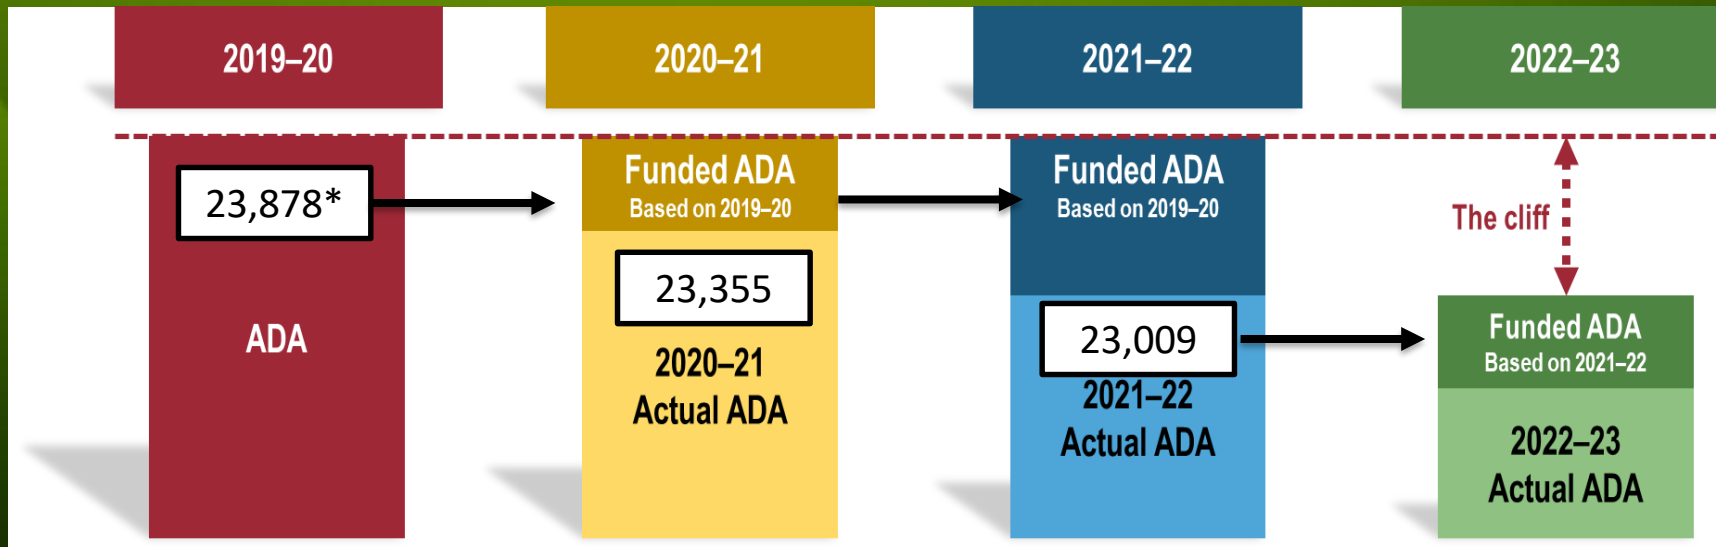 2019–20
2020–21
2021–22
2022–23
23,878*
ADA
Funded ADA
Based on 2019–20
23,355
2020–21
Actual ADA
Funded ADA
Based on 2019–20
23,009
2021–22
Actual ADA
The cliff
Funded ADA
Based on 2021–22
2022–23
Actual ADA